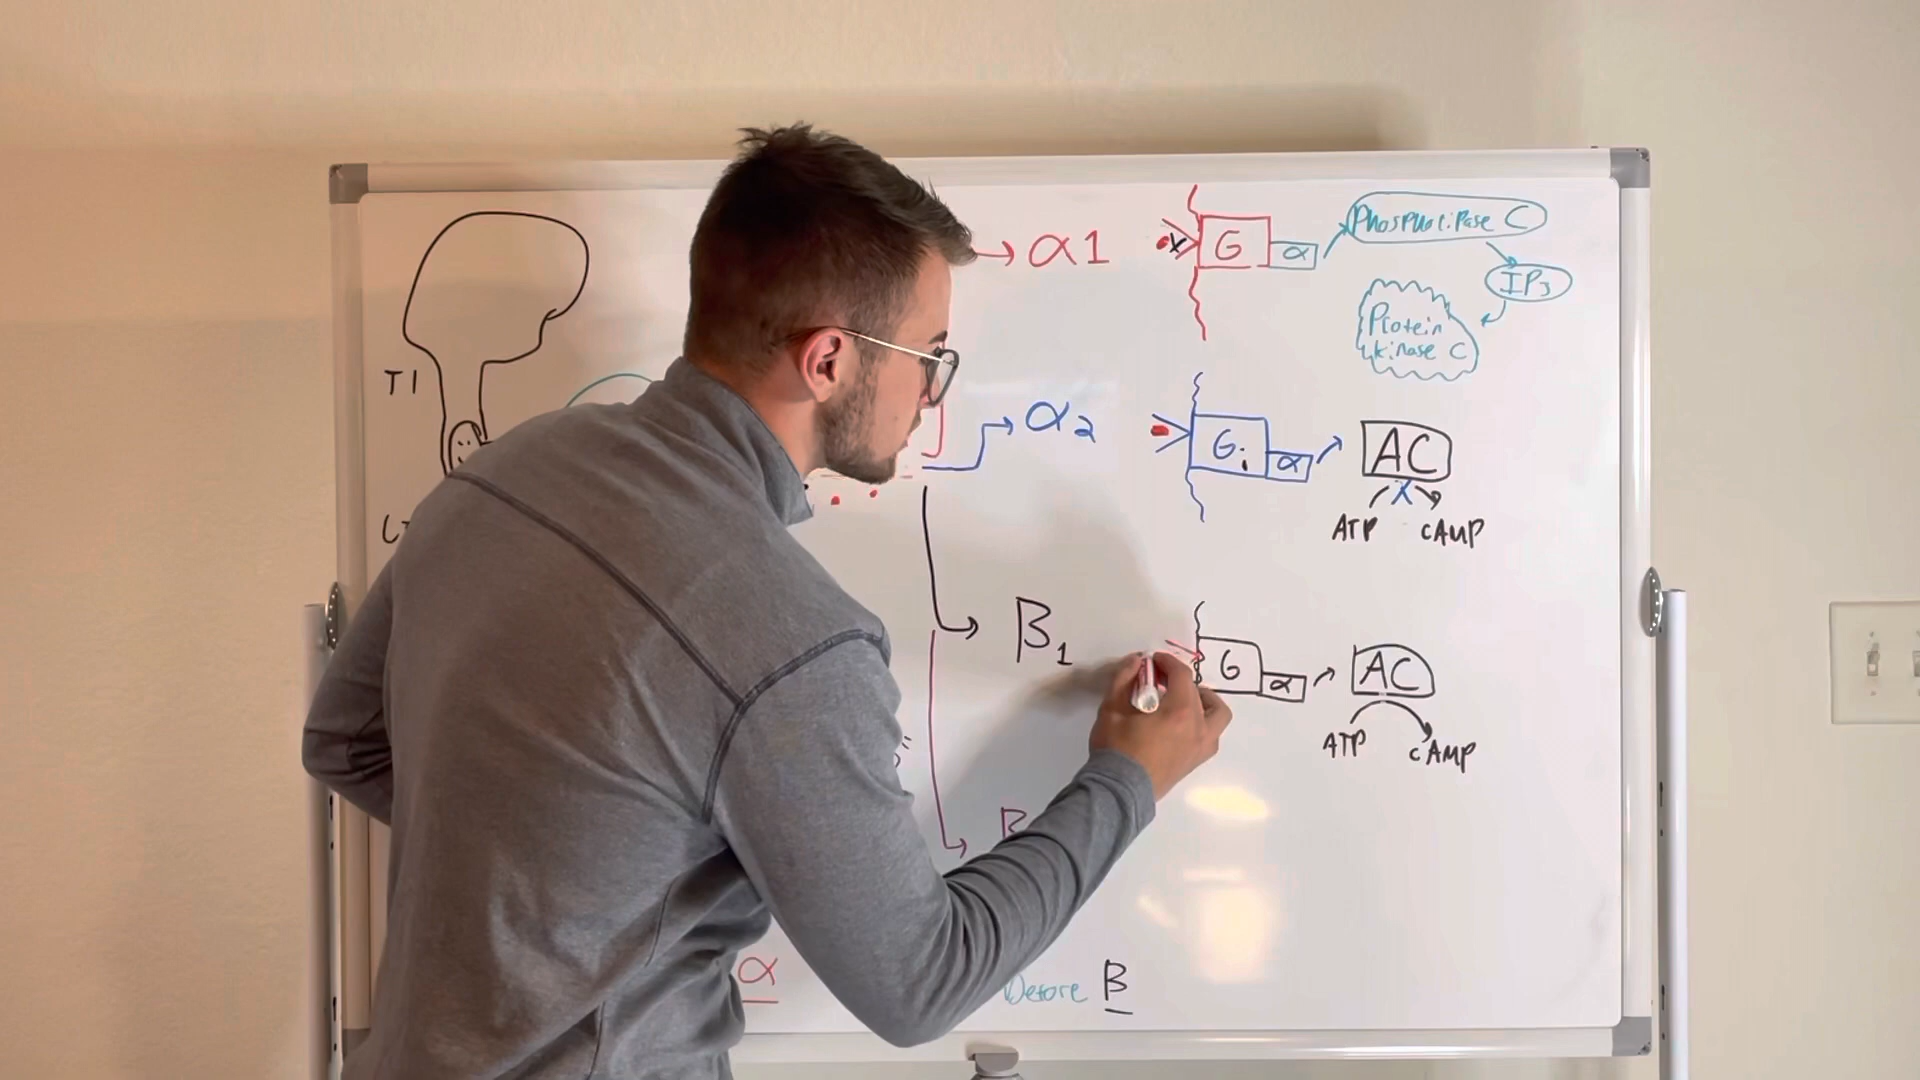 T1
α1
G
α
Phospholipase C
IP3
Protein
kinase C
α2
Gi
α
AC
ATP
cAMP
β1
G
α
AC
ATP
cAMP
α
Before β